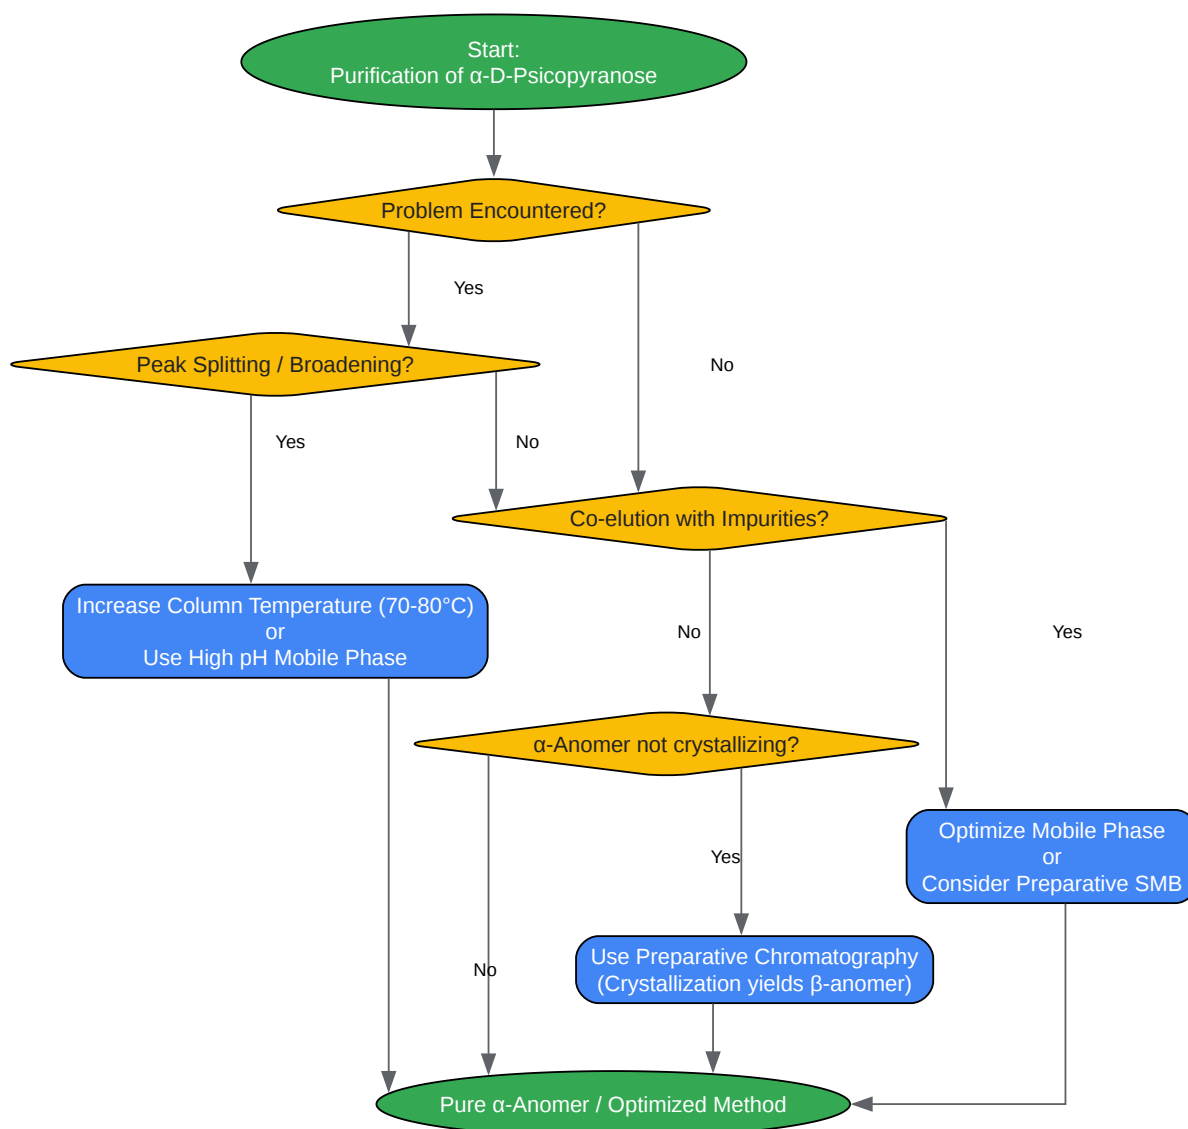 Start:
Purification of α-D-Psicopyranose
Problem Encountered?
Yes
Peak Splitting / Broadening?
No
Yes
No
Co-elution with Impurities?
Increase Column Temperature (70-80°C)
or
Use High pH Mobile Phase
No
Yes
α-Anomer not crystallizing?
Optimize Mobile Phase
or
Consider Preparative SMB
Yes
Use Preparative Chromatography
(Crystallization yields β-anomer)
No
Pure α-Anomer / Optimized Method